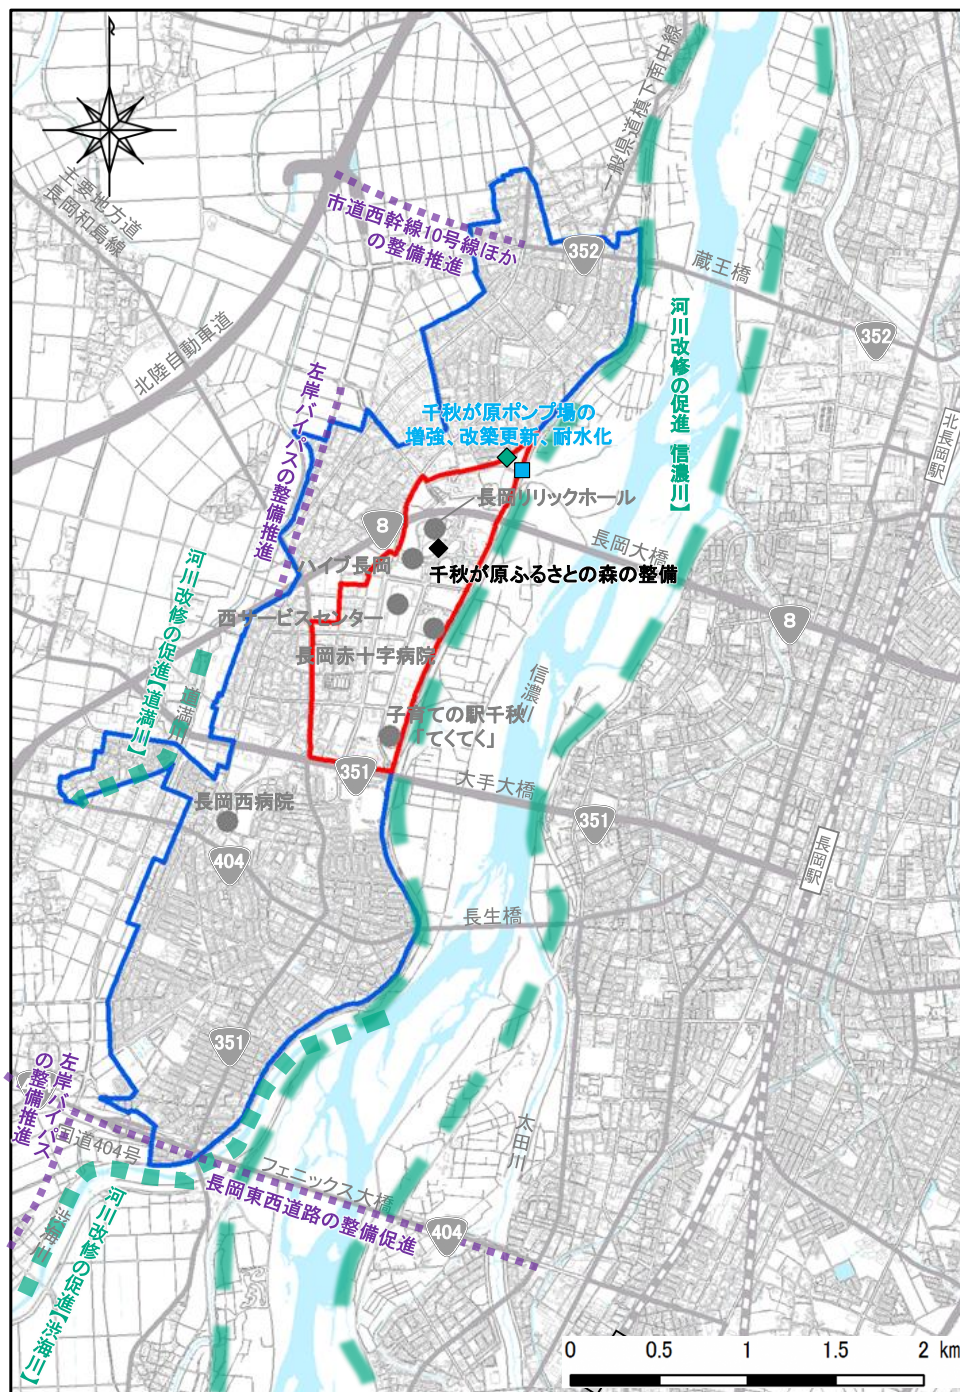 一般県道槙下南中線
主要地方道
長岡和島線
市道西幹線10号線ほか
の整備推進
352
蔵王橋
352
北陸自動車道
河川改修の促進【信濃川】
左岸バイパスの整備推進
千秋が原ポンプ場の
増強、改築更新、耐水化
北長岡駅
長岡リリックホール
8
長岡大橋
ハイブ長岡
千秋が原ふるさとの森の整備
河川改修の促進【道満川】
道満川
西サービスセンター
8
長岡赤十字病院
信濃川
子育ての駅千秋
「てくてく」
351
大手大橋
長岡西病院
351
404
長岡駅
長生橋
351
左岸バイパス
の整備推進
国道404号
太田川
フェニックス大橋
長岡東西道路の整備促進
404
渋海川
河川改修の促進【渋海川】
0 0.5 1 1.5 2 km